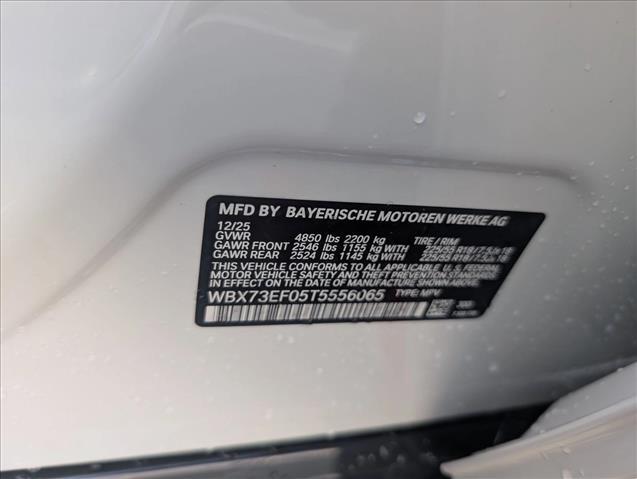 MFD BY BAYERISCHE MOTOREN WERKE AG
12/25
GVWR 4850 lbs 2200 kg TIRE / RIM:
GAWR FRONT 2546 lbs 1155 kg WITH 225/55 R18 / 7.5Jx18
GAWR REAR 2524 lbs 1145 kg WITH 225/55 R18 / 7.5Jx18
THIS VEHICLE CONFORMS TO ALL APPLICABLE U.S. FEDERAL
MOTOR VEHICLE SAFETY AND THEFT PREVENTION STANDARDS
IN EFFECT ON THE DATE OF MANUFACTURE SHOWN ABOVE.
WBX73EF05T5556065 TYPE: MPV